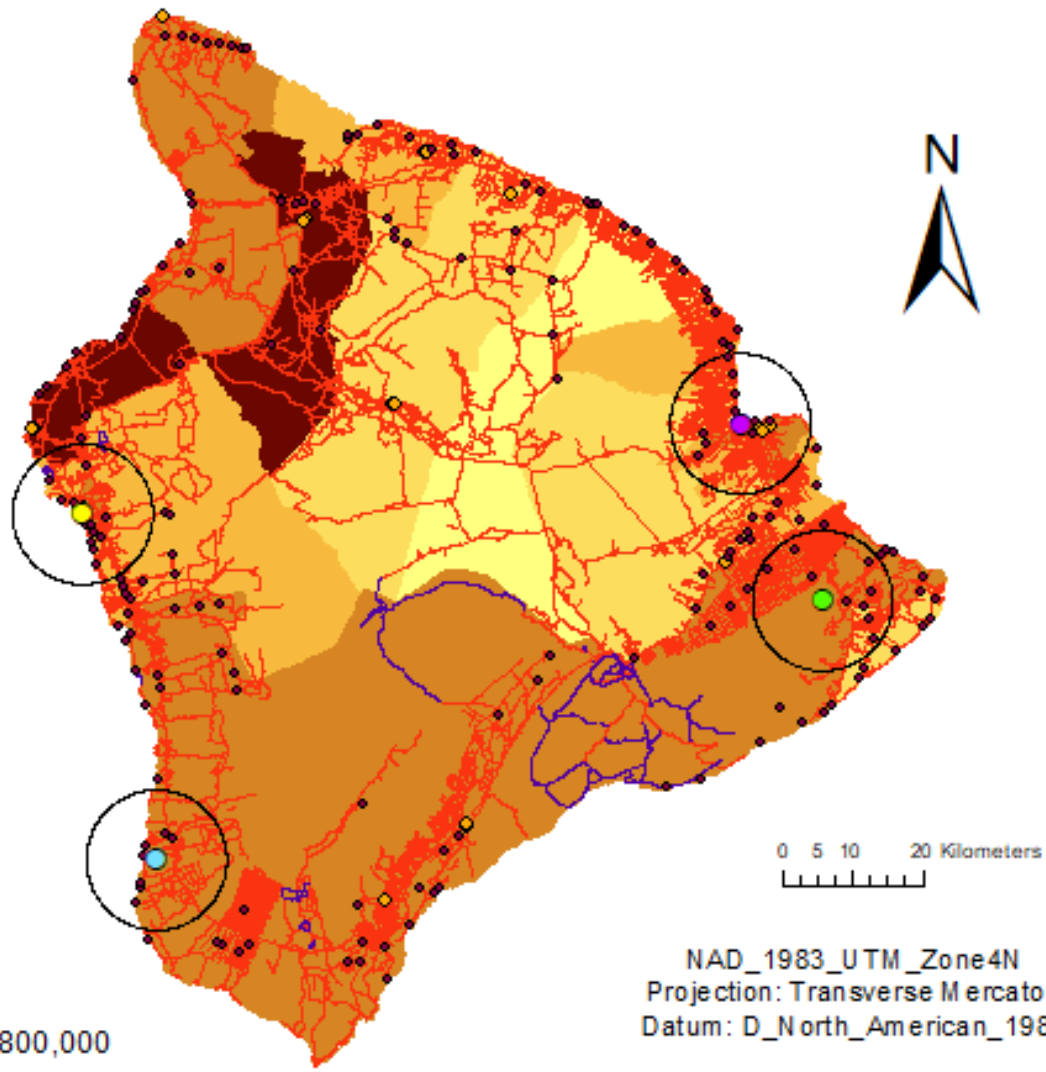 N
0 5 10 20 Kilometers
NAD_1983_UTM_Zone4N
Projection: Transverse Mercato
Datum: D_North_American_198
800,000